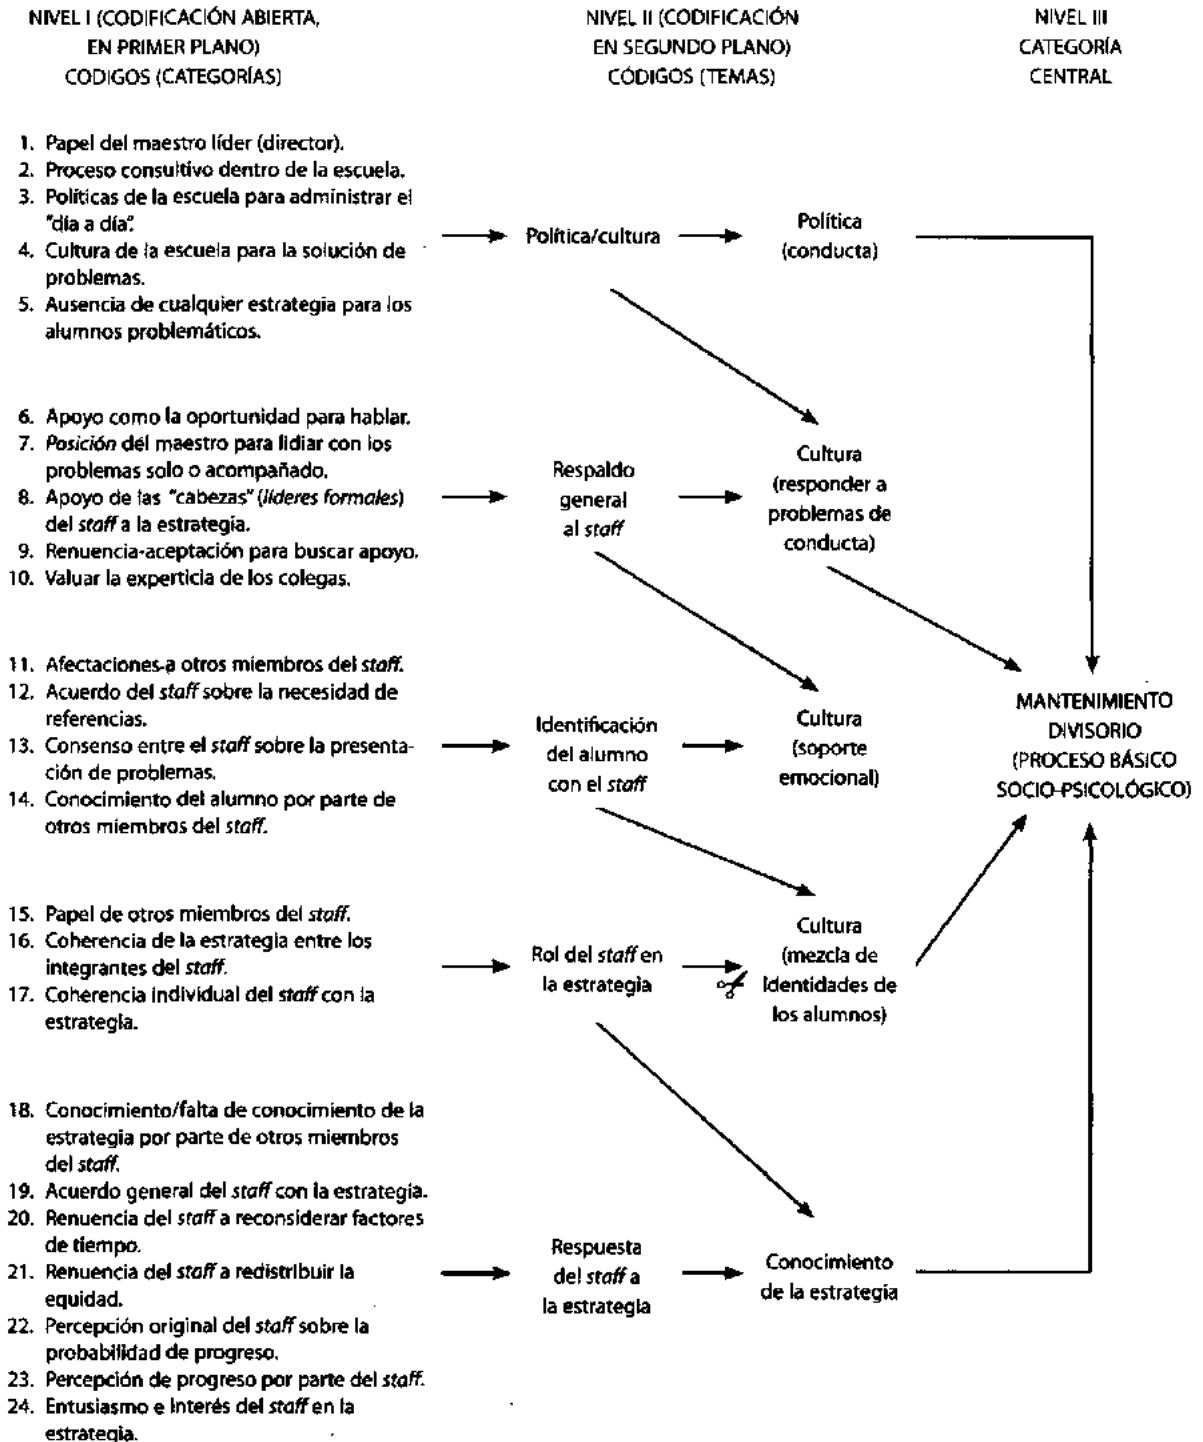 NIVEL I (CODIFICACIÓN ABIERTA,
EN PRIMER PLANO)
CODIGOS (CATEGORÍAS)
NIVEL II (CODIFICACIÓN
EN SEGUNDO PLANO)
CÓDIGOS (TEMAS)
NIVEL III
CATEGORÍA
CENTRAL
1. Papel del maestro líder (director).
2. Proceso consultivo dentro de la escuela.
3. Políticas de la escuela para administrar el
"día a día".
4. Cultura de la escuela para la solución de
problemas.
5. Ausencia de cualquier estrategia para los
alumnos problemáticos.
Política/cultura
Política
(conducta)
6. Apoyo como la oportunidad para hablar.
7. Posición del maestro para lidiar con los
problemas solo o acompañado.
8. Apoyo de las "cabezas" (líderes formales)
del staff a la estrategia.
9. Renuencia-aceptación para buscar apoyo.
10. Valuar la experticia de los colegas.
Respaldo
general
al staff
Cultura
(responder a
problemas de
conducta)
11. Afectaciones a otros miembros del staff.
12. Acuerdo del staff sobre la necesidad de
referencias.
13. Consenso entre el staff sobre la presenta-
ción de problemas.
14. Conocimiento del alumno por parte de
otros miembros del staff.
Identificación
del alumno
con el staff
Cultura
(soporte
emocional)
MANTENIMIENTO
DIVISORIO
(PROCESO BÁSICO
SOCIO-PSICOLÓGICO)
15. Papel de otros miembros del staff.
16. Coherencia de la estrategia entre los
integrantes del staff.
17. Coherencia individual del staff con la
estrategia.
Rol del staff en
la estrategia
Cultura
(mezcla de
identidades de
los alumnos)
18. Conocimiento/falta de conocimiento de la
estrategia por parte de otros miembros
del staff.
19. Acuerdo general del staff con la estrategia.
20. Renuencia del staff a reconsiderar factores
de tiempo.
21. Renuencia del staff a redistribuir la
equidad.
22. Percepción original del staff sobre la
probabilidad de progreso.
23. Percepción de progreso por parte del staff.
24. Entusiasmo e interés del staff en la
estrategia.
Respuesta
del staff a
la estrategia
Conocimiento
de la estrategia